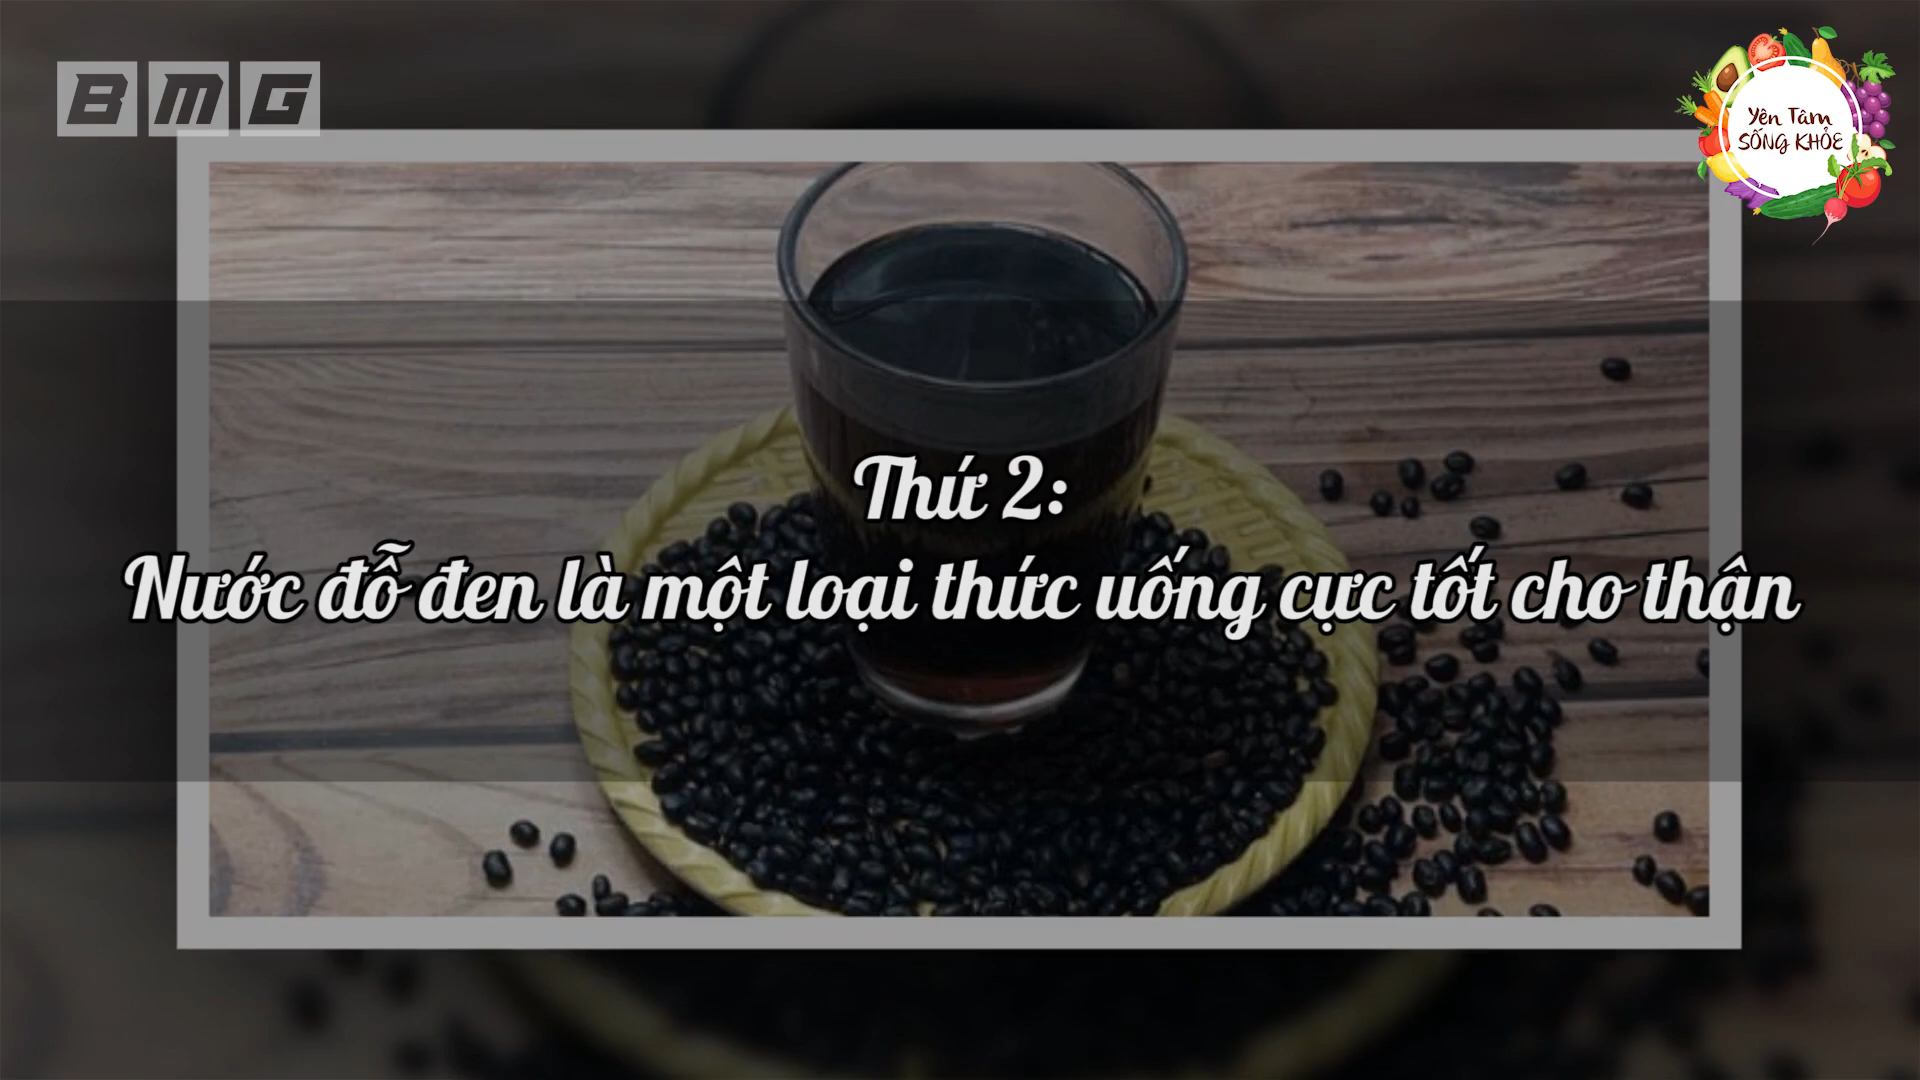 BMG
Yên Tâm
SỐNG KHỎE
Thứ 2:
Nước đỗ đen là một loại thức uống cực tốt cho thận